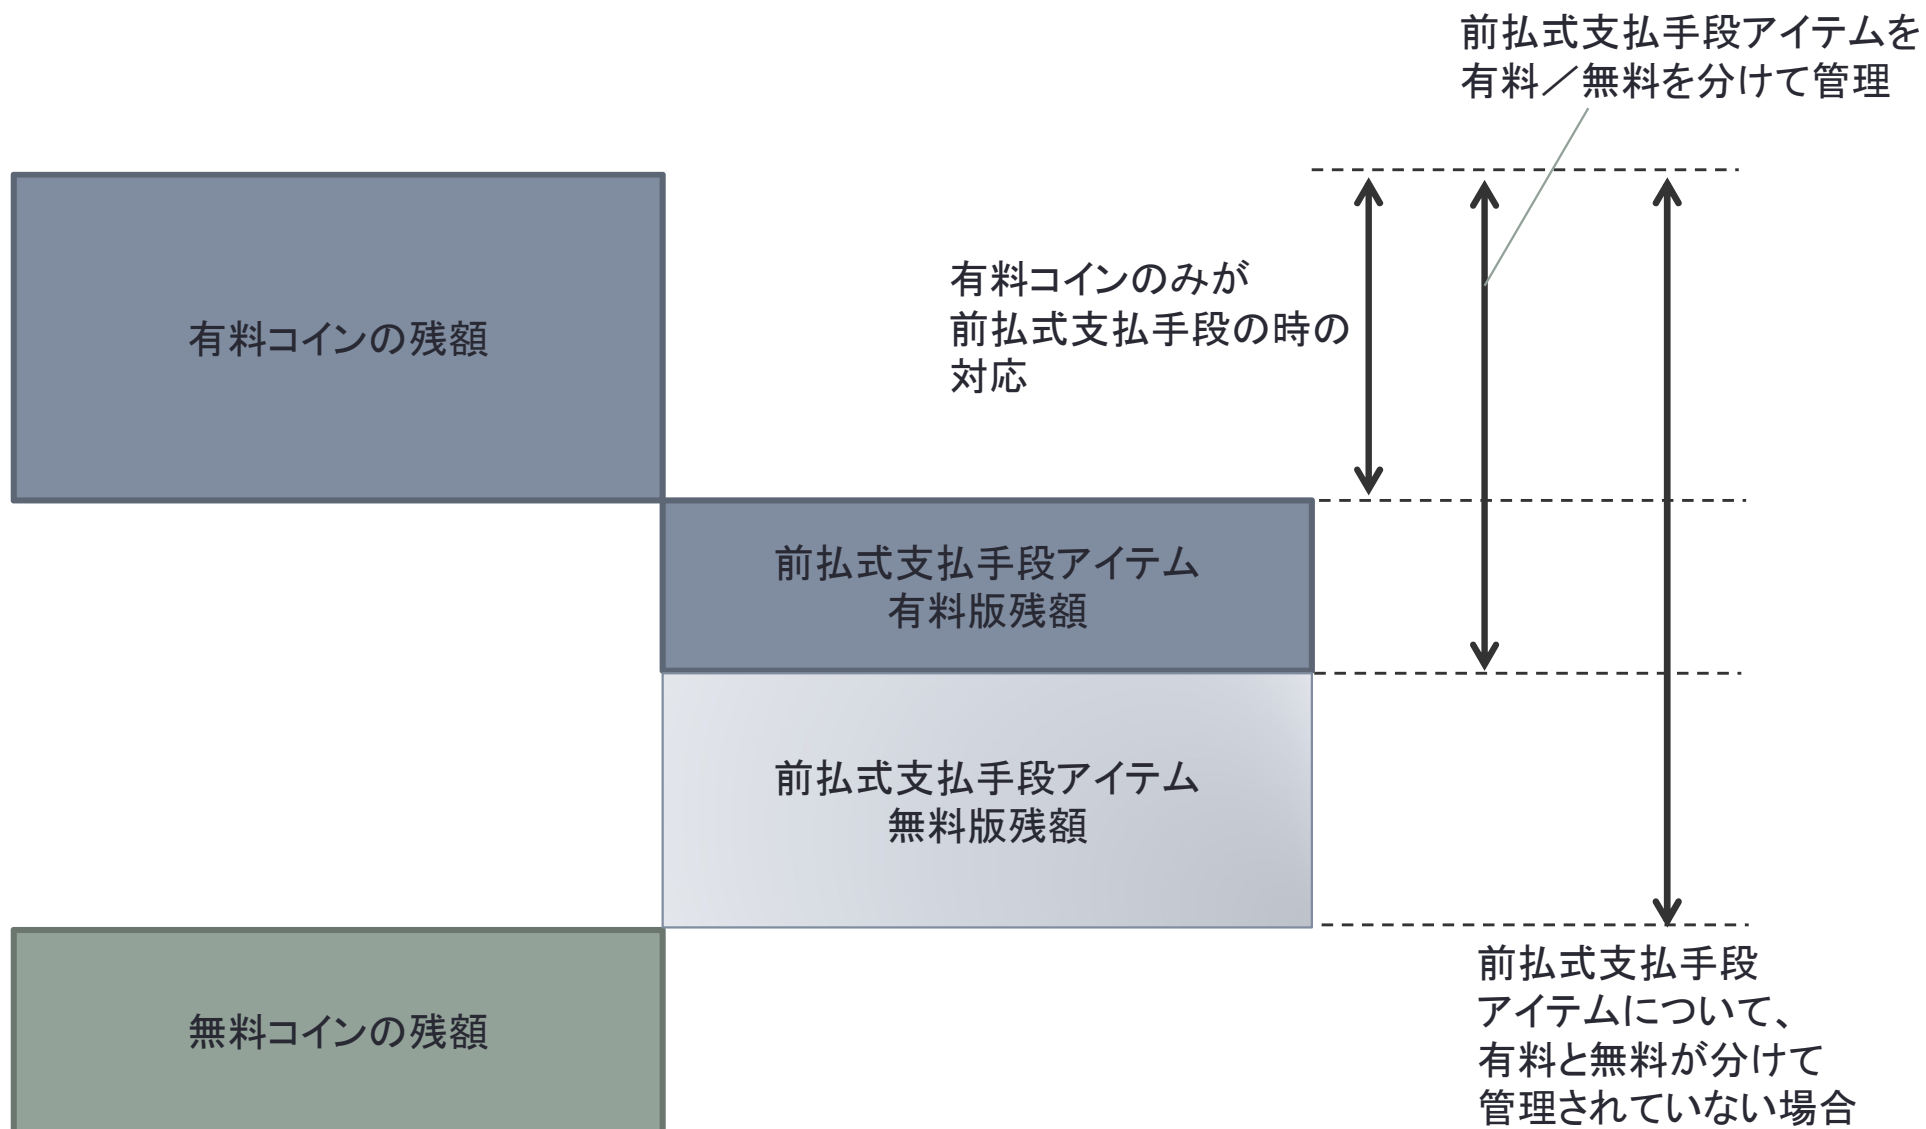 前払式支払手段アイテムを
有料／無料を分けて管理
有料コインのみが
前払式支払手段の時の
対応
有料コインの残額
前払式支払手段アイテム
有料版残額
前払式支払手段アイテム
無料版残額
無料コインの残額
前払式支払手段
アイテムについて、
有料と無料が分けて
管理されていない場合